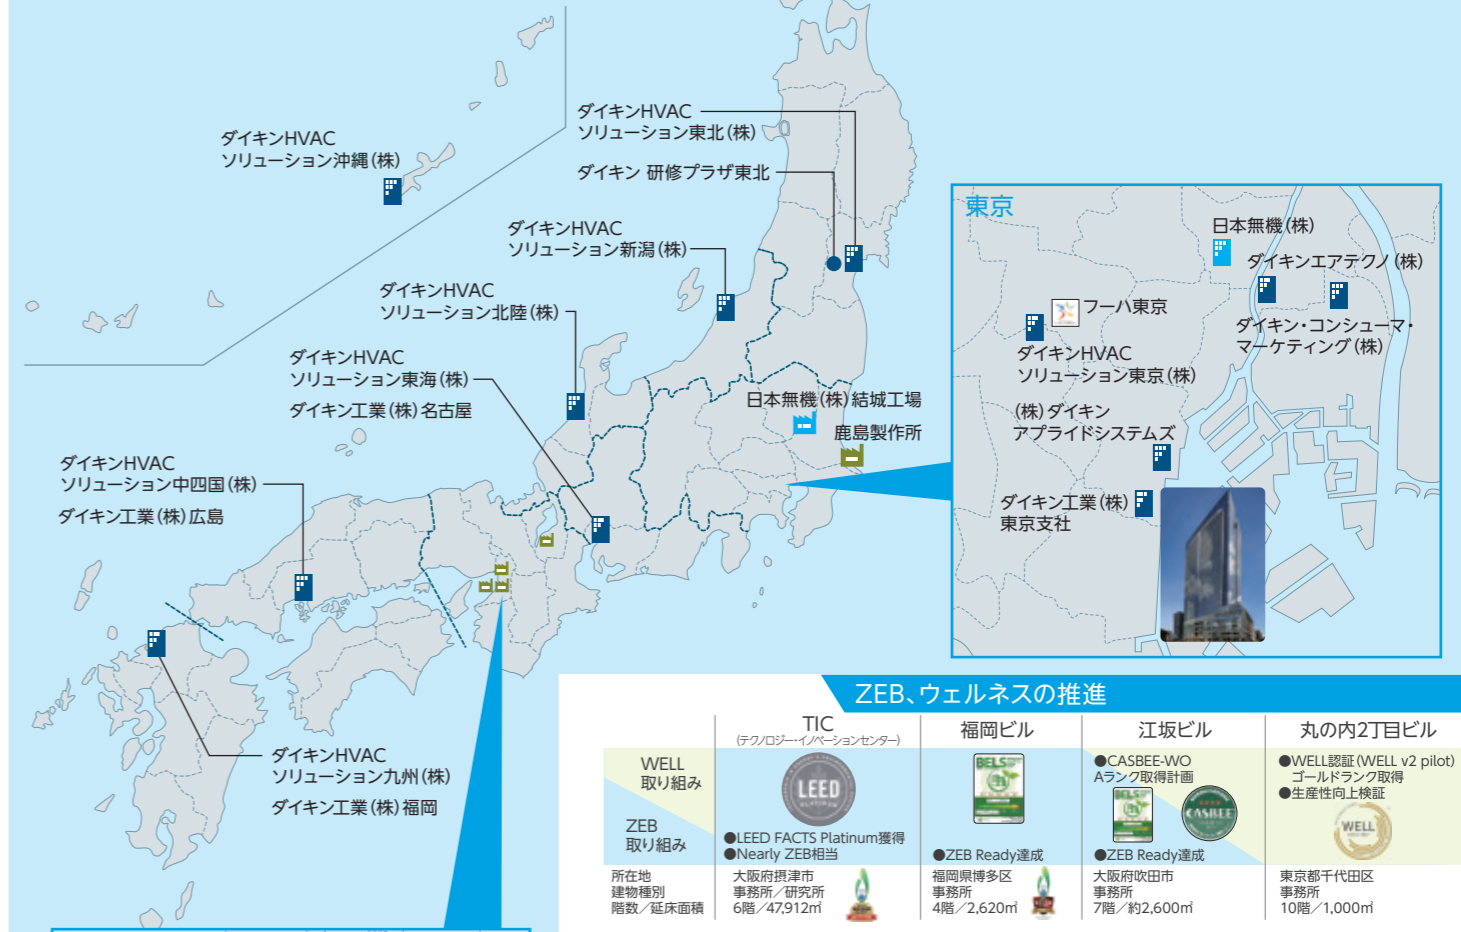 ダイキンHVAC
ソリューション沖縄(株)
ダイキンHVAC
ソリューション東北(株)
ダイキン 研修プラザ東北
ダイキンHVAC
ソリューション新潟(株)
ダイキンHVAC
ソリューション北陸(株)
ダイキンHVAC
ソリューション東海(株)
ダイキン工業(株)名古屋
ダイキンHVAC
ソリューション中四国(株)
ダイキン工業(株)広島
ダイキンHVAC
ソリューション九州(株)
ダイキン工業(株)福岡
日本無機(株)結城工場
鹿島製作所
東京
日本無機(株)
ダイキンエアテクノ(株)
フーハ東京
ダイキン・コンシューマ・
マーケティング(株)
ダイキンHVAC
ソリューション東京(株)
(株)ダイキン
アプライドシステムズ
ダイキン工業(株)
東京支社
ZEB、ウェルネスの推進
TIC
(テクノロジー・イノベーションセンター)
福岡ビル
江坂ビル
丸の内2丁目ビル
WELL
取り組み
ZEB
取り組み
LEED
PLATINUM
●LEED FACTS Platinum獲得
●Nearly ZEB相当
BELS
●ZEB Ready達成
●CASBEE-WO
Aランク取得計画
BELS
CASBEE
●ZEB Ready達成
●WELL認証(WELL v2 pilot)
ゴールドランク取得
●生産性向上検証
WELL
所在地
建物種別
階数/延床面積
大阪府摂津市
事務所/研究所
6階/47,912㎡
福岡県博多区
事務所
4階/2,620㎡
大阪府吹田市
事務所
7階/約2,600㎡
東京都千代田区
事務所
10階/1,000㎡